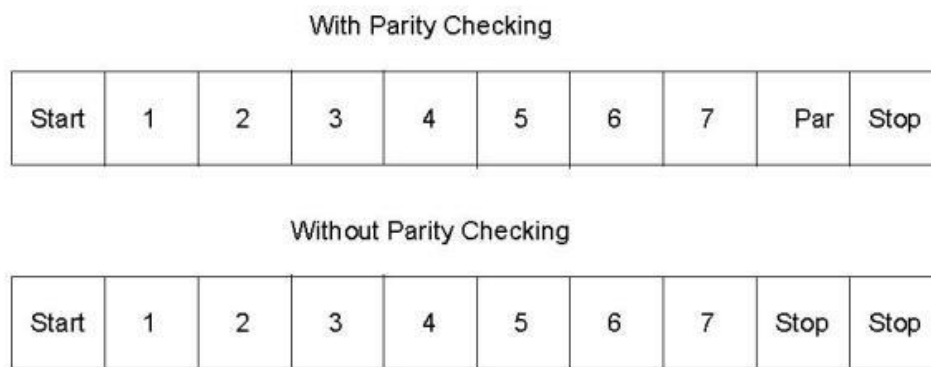 With Parity Checking
Start 1 2 3 4 5 6 7 Par Stop
Without Parity Checking
Start 1 2 3 4 5 6 7 Stop Stop